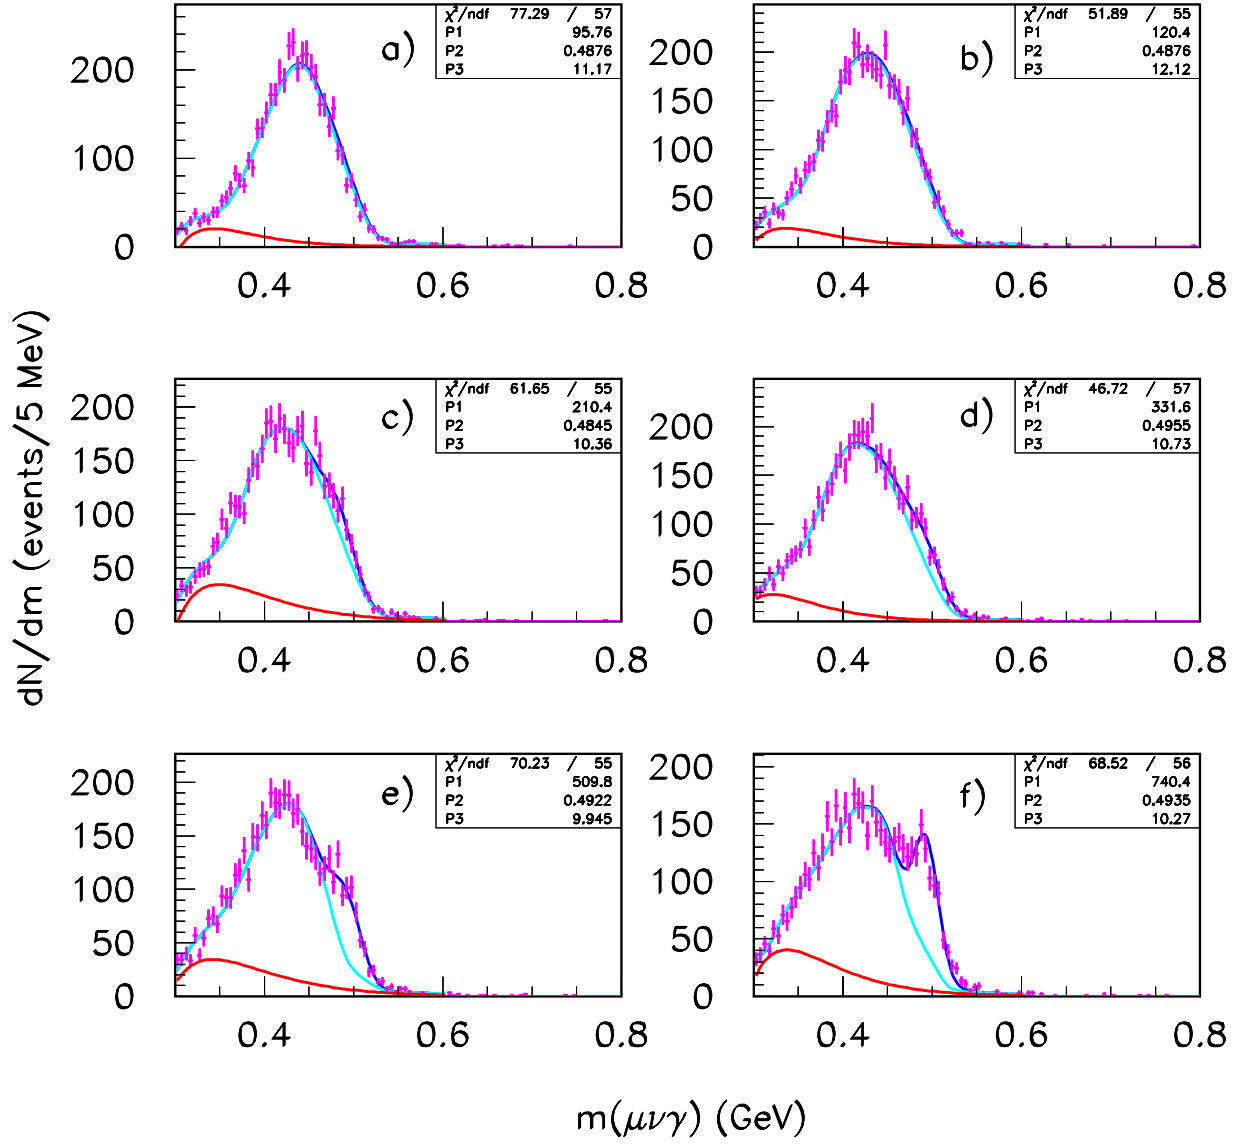 χ²/ndf 77.29 / 57
P1 95.76
P2 0.4876
P3 11.17
a)
200
100
0
0.4 0.6 0.8
χ²/ndf 51.89 / 55
P1 120.4
P2 0.4876
P3 12.12
b)
200
150
100
50
0
0.4 0.6 0.8
χ²/ndf 61.65 / 55
P1 210.4
P2 0.4845
P3 10.36
c)
200
150
100
50
0
0.4 0.6 0.8
χ²/ndf 46.72 / 57
P1 331.6
P2 0.4955
P3 10.73
d)
200
150
100
50
0
0.4 0.6 0.8
χ²/ndf 70.23 / 55
P1 509.8
P2 0.4922
P3 9.945
e)
200
150
100
50
0
0.4 0.6 0.8
χ²/ndf 68.52 / 56
P1 740.4
P2 0.4935
P3 10.27
f)
200
150
100
50
0
0.4 0.6 0.8
dN/dm (events/5 MeV)
m(μνγ) (GeV)